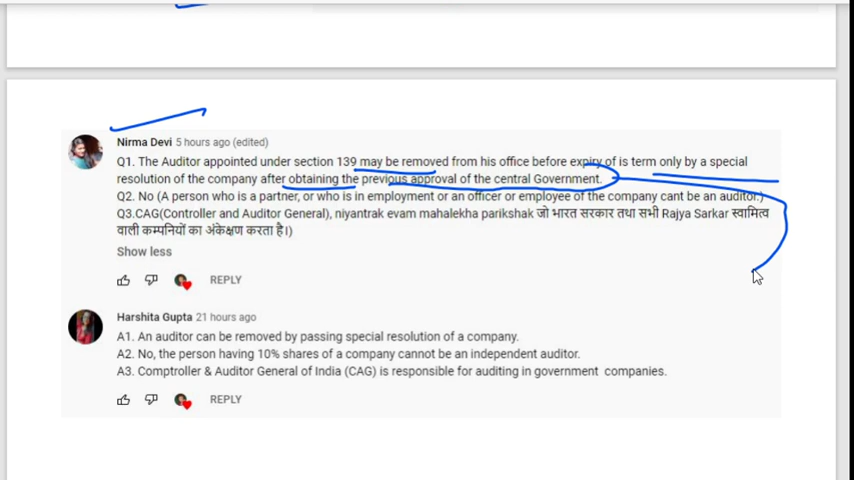 Nirma Devi 5 hours ago (edited)
Q1. The Auditor appointed under section 139 may be removed from his office before expiry of is term only by a special
resolution of the company after obtaining the previous approval of the central Government.
Q2. No (A person who is a partner, or who is in employment or an officer or employee of the company cant be an auditor.)
Q3.CAG(Controller and Auditor General), niyantrak evam mahalekha parikshak जो भारत सरकार तथा सभी Rajya Sarkar स्वामित्व
वाली कम्पनियों का अंकेक्षण करता है।)
Show less
REPLY
Harshita Gupta 21 hours ago
A1. An auditor can be removed by passing special resolution of a company.
A2. No, the person having 10% shares of a company cannot be an independent auditor.
A3. Comptroller & Auditor General of India (CAG) is responsible for auditing in government companies.
REPLY